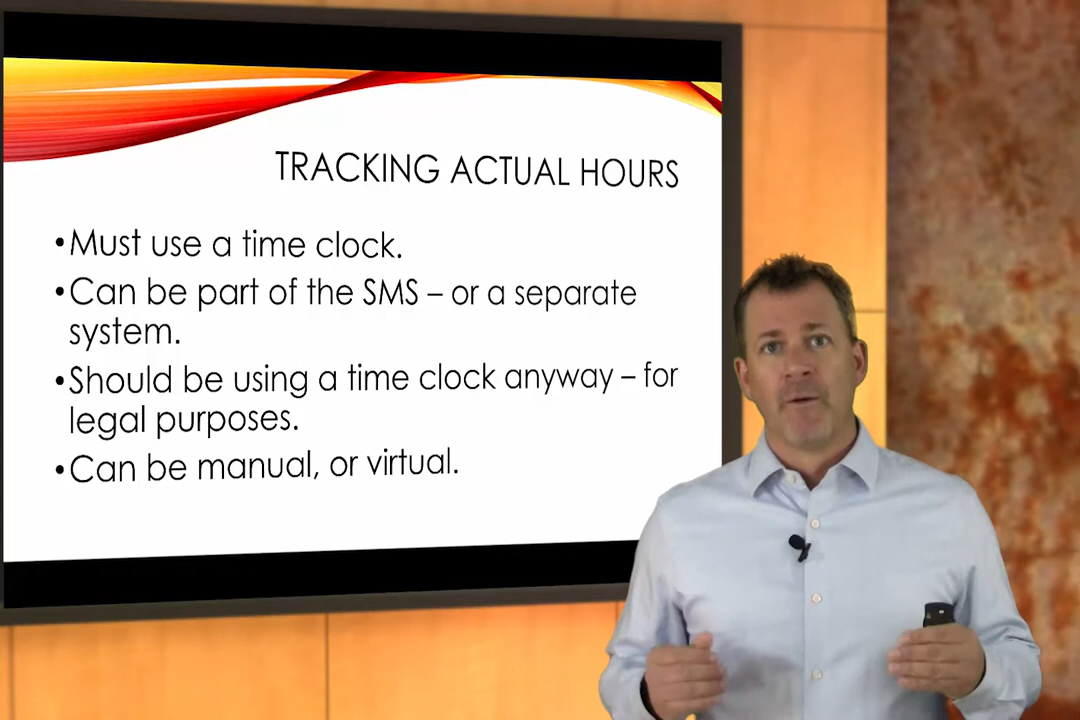 TRACKING ACTUAL HOURS
•Must use a time clock.
•Can be part of the SMS – or a separate
system.
•Should be using a time clock anyway – for
legal purposes.
•Can be manual, or virtual.